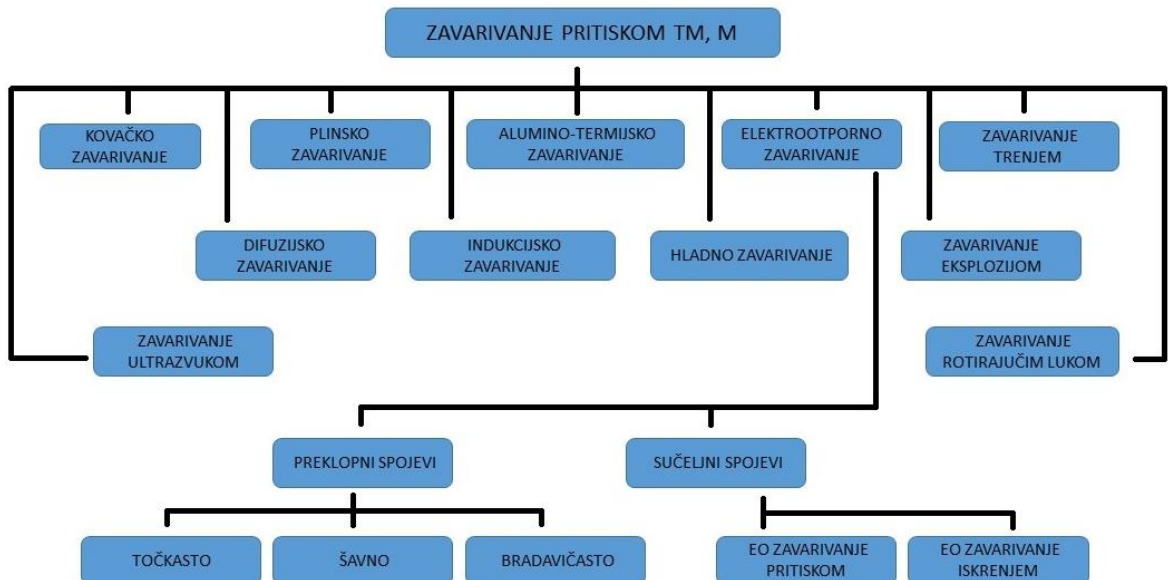 ZAVARIVANJE PRITISKOM TM, M
KOVAČKO
ZAVARIVANJE
PLINSKO
ZAVARIVANJE
ALUMINO-TERMIJSKO
ZAVARIVANJE
ELEKTROOTPORNO
ZAVARIVANJE
ZAVARIVANJE
TRENJEM
DIFUZIJSKO
ZAVARIVANJE
INDUKCIJSKO
ZAVARIVANJE
HLADNO ZAVARIVANJE
ZAVARIVANJE
EKSPLOZIJOM
ZAVARIVANJE
ULTRAZVUKOM
ZAVARIVANJE
ROTIRAJUČIM LUKOM
PREKLOPNI SPOJEVI
SUČELJNI SPOJEVI
TOČKASTO
ŠAVNO
BRADAVIČASTO
EO ZAVARIVANJE
PRITISKOM
EO ZAVARIVANJE
ISKRENJEM